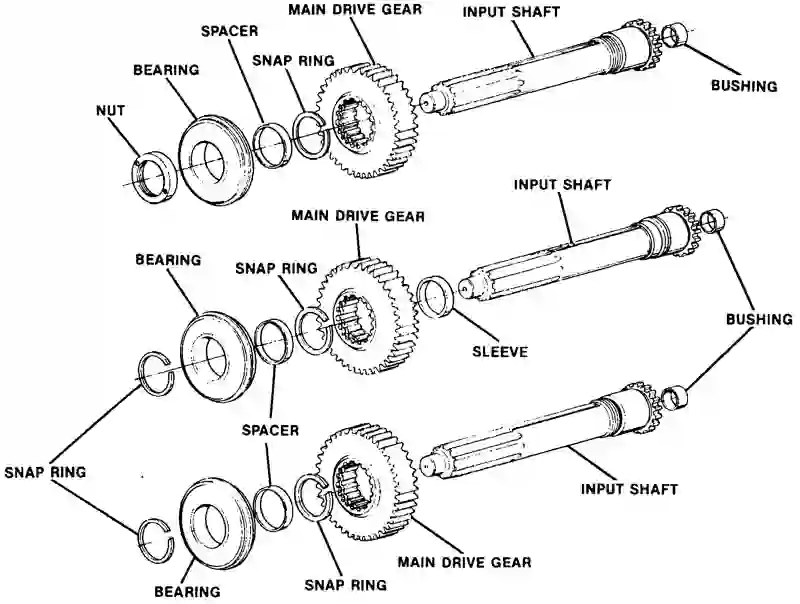 MAIN DRIVE GEAR
INPUT SHAFT
SPACER
SNAP RING
BEARING
BUSHING
NUT
INPUT SHAFT
MAIN DRIVE GEAR
BEARING
SNAP RING
BUSHING
SLEEVE
SPACER
SNAP RING
INPUT SHAFT
MAIN DRIVE GEAR
SNAP RING
BEARING